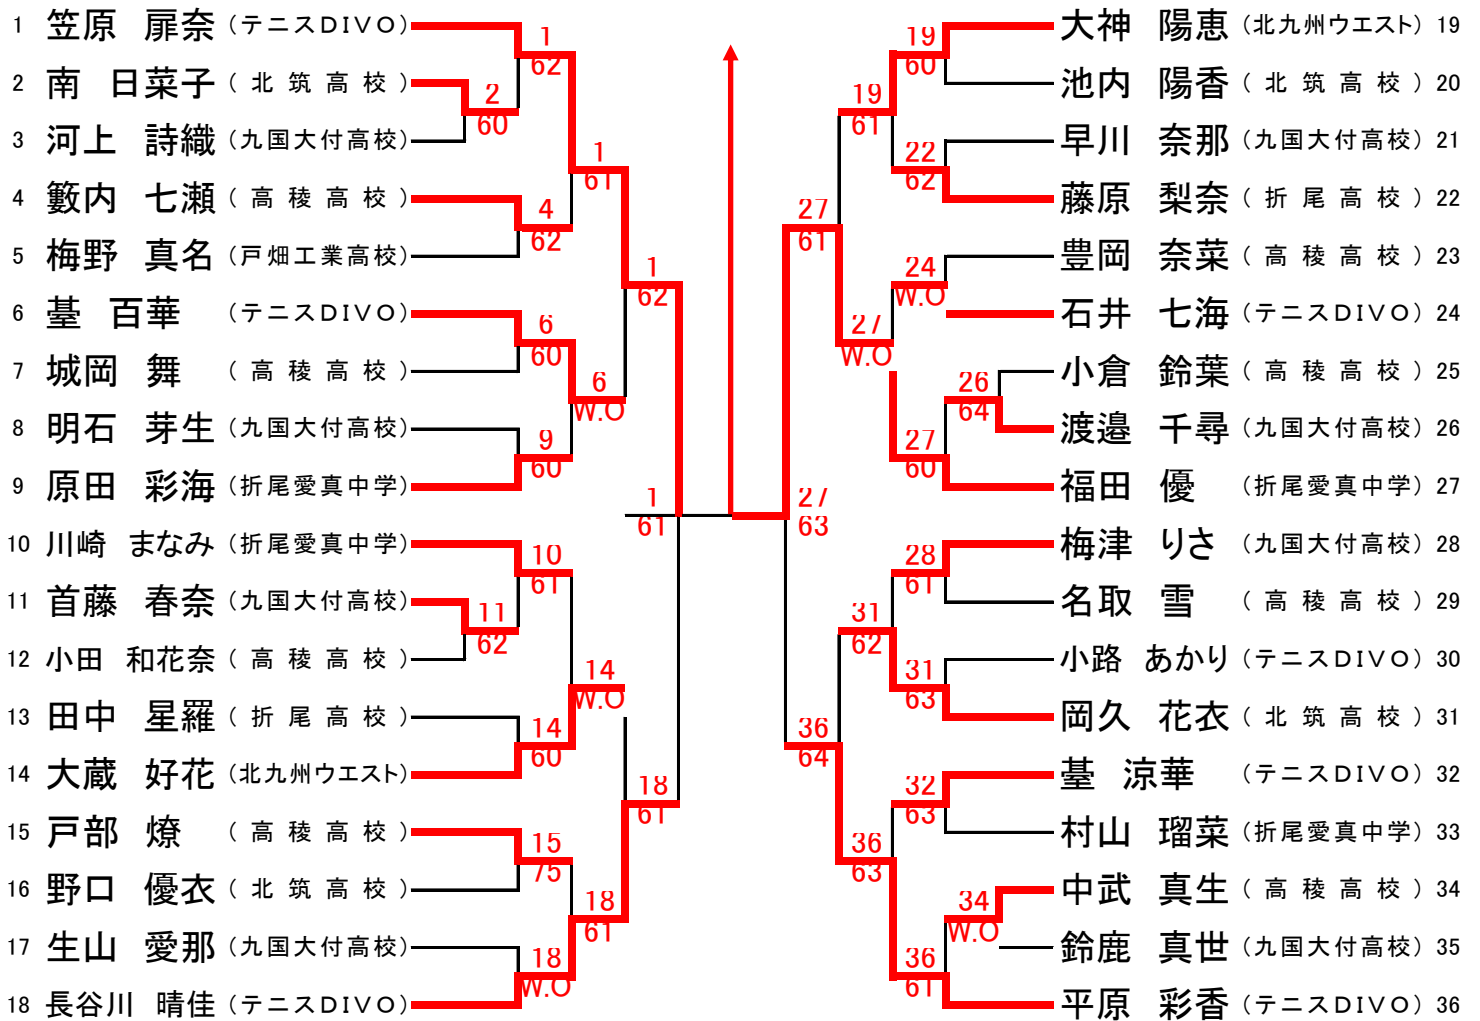 1 笠原 扉奈 (テニスDIVO)
2 南 日菜子 (北筑高校)
3 河上 詩織 (九国大付高校)
4 籔内 七瀬 (高稜高校)
5 梅野 真名 (戸畑工業高校)
6 基 百華 (テニスDIVO)
7 城岡 舞 (高稜高校)
8 明石 芽生 (九国大付高校)
9 原田 彩海 (折尾愛真中学)
10 川崎 まなみ (折尾愛真中学)
11 首藤 春奈 (九国大付高校)
12 小田 和花奈 (高稜高校)
13 田中 星羅 (折尾高校)
14 大蔵 好花 (北九州ウエスト)
15 戸部 燎 (高稜高校)
16 野口 優衣 (北筑高校)
17 生山 愛那 (九国大付高校)
18 長谷川 晴佳 (テニスDIVO)
2
60
11
62
1
62
4
62
6
60
9
60
10
61
14
60
15
75
18
W.O
1
61
6
W.O
14
W.O
18
61
1
62
18
61
1
61
27
63
27
61
36
64
19
61
27
W.O
31
62
36
63
19
60
22
62
24
W.O
27
60
28
61
31
63
32
63
36
61
26
64
34
W.O
大神 陽恵 (北九州ウエスト) 19
池内 陽香 (北筑高校) 20
早川 奈那 (九国大付高校) 21
藤原 梨奈 (折尾高校) 22
豊岡 奈菜 (高稜高校) 23
石井 七海 (テニスDIVO) 24
小倉 鈴葉 (高稜高校) 25
渡邉 千尋 (九国大付高校) 26
福田 優 (折尾愛真中学) 27
梅津 りさ (九国大付高校) 28
名取 雪 (高稜高校) 29
小路 あかり (テニスDIVO) 30
岡久 花衣 (北筑高校) 31
基 涼華 (テニスDIVO) 32
村山 瑠菜 (折尾愛真中学) 33
中武 真生 (高稜高校) 34
鈴鹿 真世 (九国大付高校) 35
平原 彩香 (テニスDIVO) 36